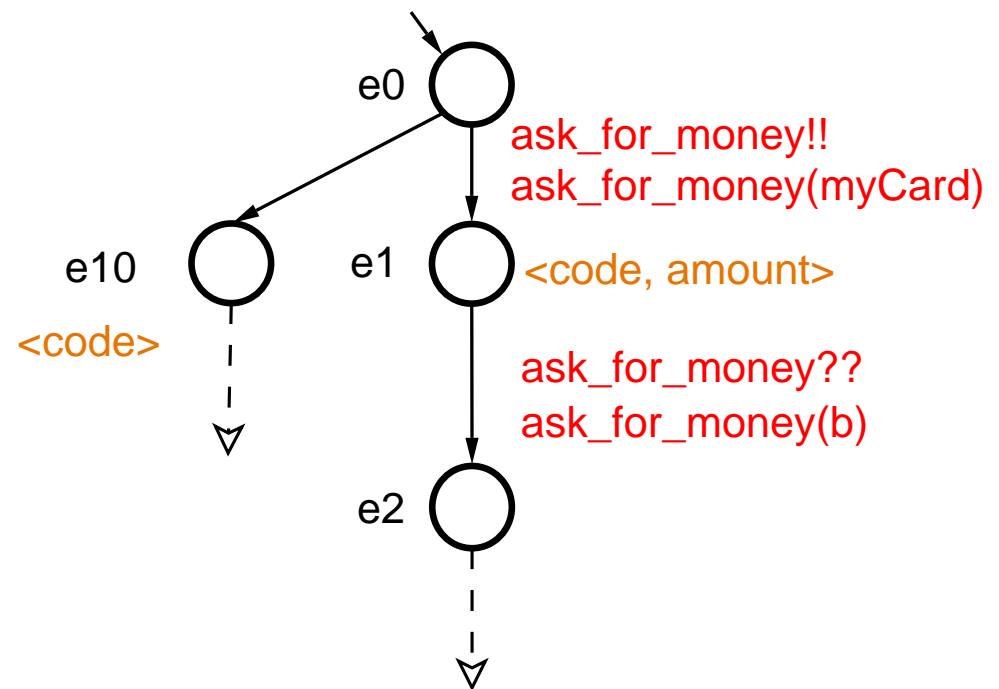 e0
ask_for_money!!
ask_for_money(myCard)
e10
e1
<code, amount>
<code>
ask_for_money??
ask_for_money(b)
e2